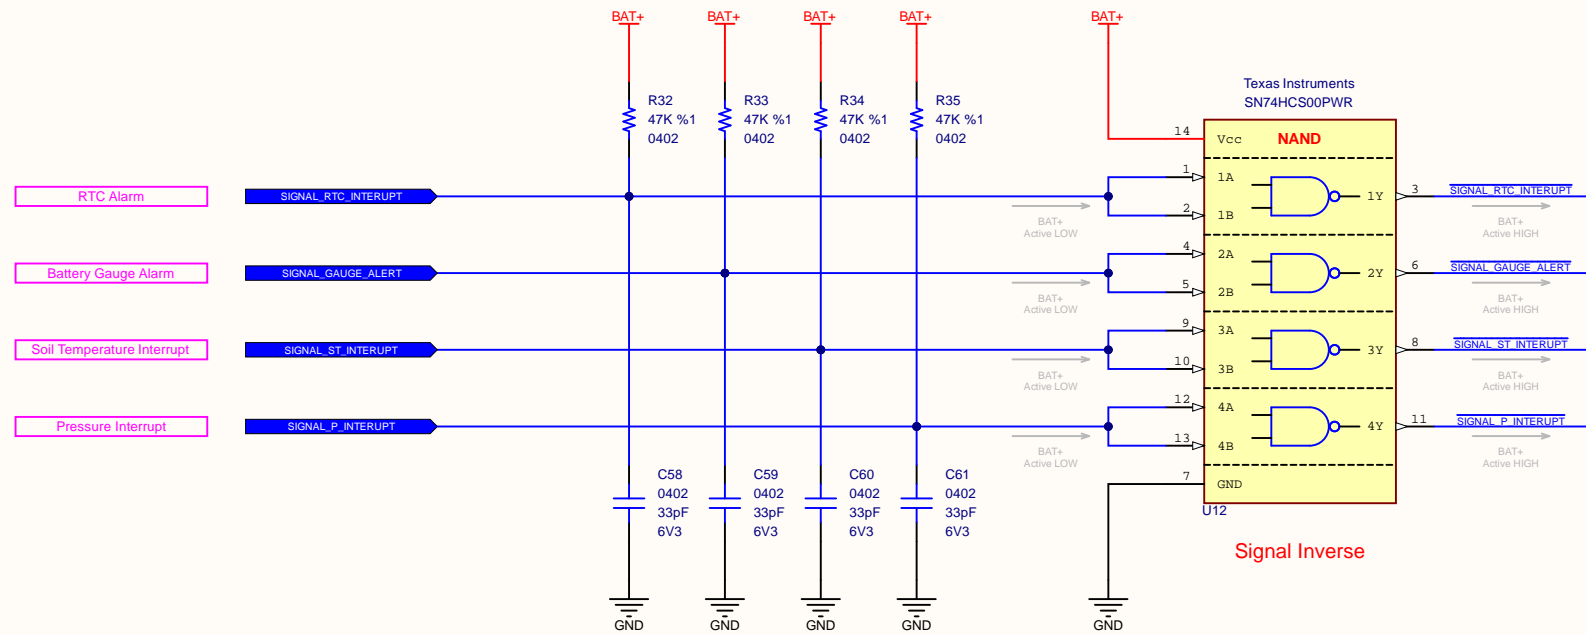 BAT+ BAT+ BAT+ BAT+ BAT+
Texas Instruments
SN74HCS00PWR
R32 R33 R34 R35
47K %1 47K %1 47K %1 47K %1
0402 0402 0402 0402
14 Vcc NAND
RTC Alarm SIGNAL_RTC_INTERUPT
1 1A
2 1B
1Y 3 SIGNAL_RTC_INTERUPT
BAT+ BAT+
Active LOW Active HIGH
Battery Gauge Alarm SIGNAL_GAUGE_ALERT
4 2A
5 2B
2Y 6 SIGNAL_GAUGE_ALERT
BAT+ BAT+
Active LOW Active HIGH
Soil Temperature Interrupt SIGNAL_ST_INTERUPT
9 3A
10 3B
3Y 8 SIGNAL_ST_INTERUPT
BAT+ BAT+
Active LOW Active HIGH
Pressure Interrupt SIGNAL_P_INTERUPT
12 4A
13 4B
4Y 11 SIGNAL_P_INTERUPT
BAT+ BAT+
Active LOW Active HIGH
C58 C59 C60 C61
0402 0402 0402 0402
33pF 33pF 33pF 33pF
6V3 6V3 6V3 6V3
7 GND
U12
Signal Inverse
GND GND GND GND GND